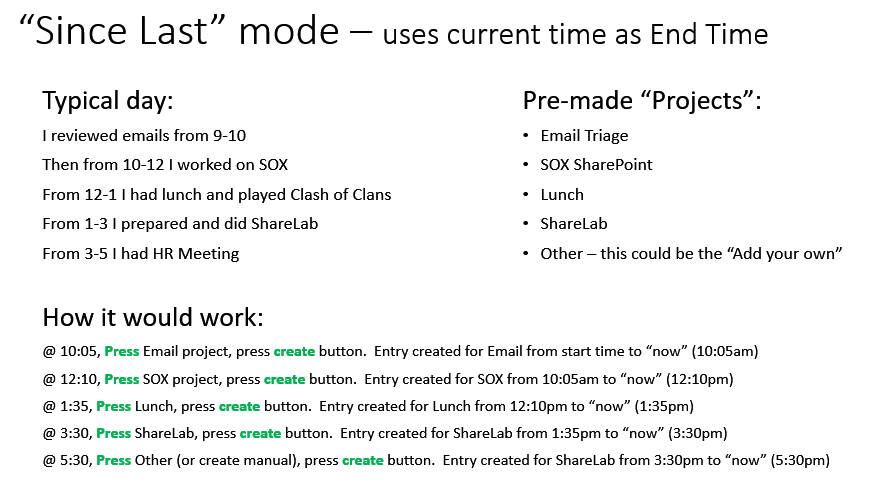 “Since Last” mode – uses current time as End Time
Typical day:
I reviewed emails from 9-10
Then from 10-12 I worked on SOX
From 12-1 I had lunch and played Clash of Clans
From 1-3 I prepared and did ShareLab
From 3-5 I had HR Meeting
Pre-made “Projects”:
• Email Triage
• SOX SharePoint
• Lunch
• ShareLab
• Other – this could be the “Add your own”
How it would work:
@ 10:05, Press Email project, press create button.  Entry created for Email from start time to “now” (10:05am)
@ 12:10, Press SOX project, press create button.  Entry created for SOX from 10:05am to “now” (12:10pm)
@ 1:35, Press Lunch, press create button.  Entry created for Lunch from 12:10pm to “now” (1:35pm)
@ 3:30, Press ShareLab, press create button.  Entry created for ShareLab from 1:35pm to “now” (3:30pm)
@ 5:30, Press Other (or create manual), press create button.  Entry created for ShareLab from 3:30pm to “now” (5:30pm)